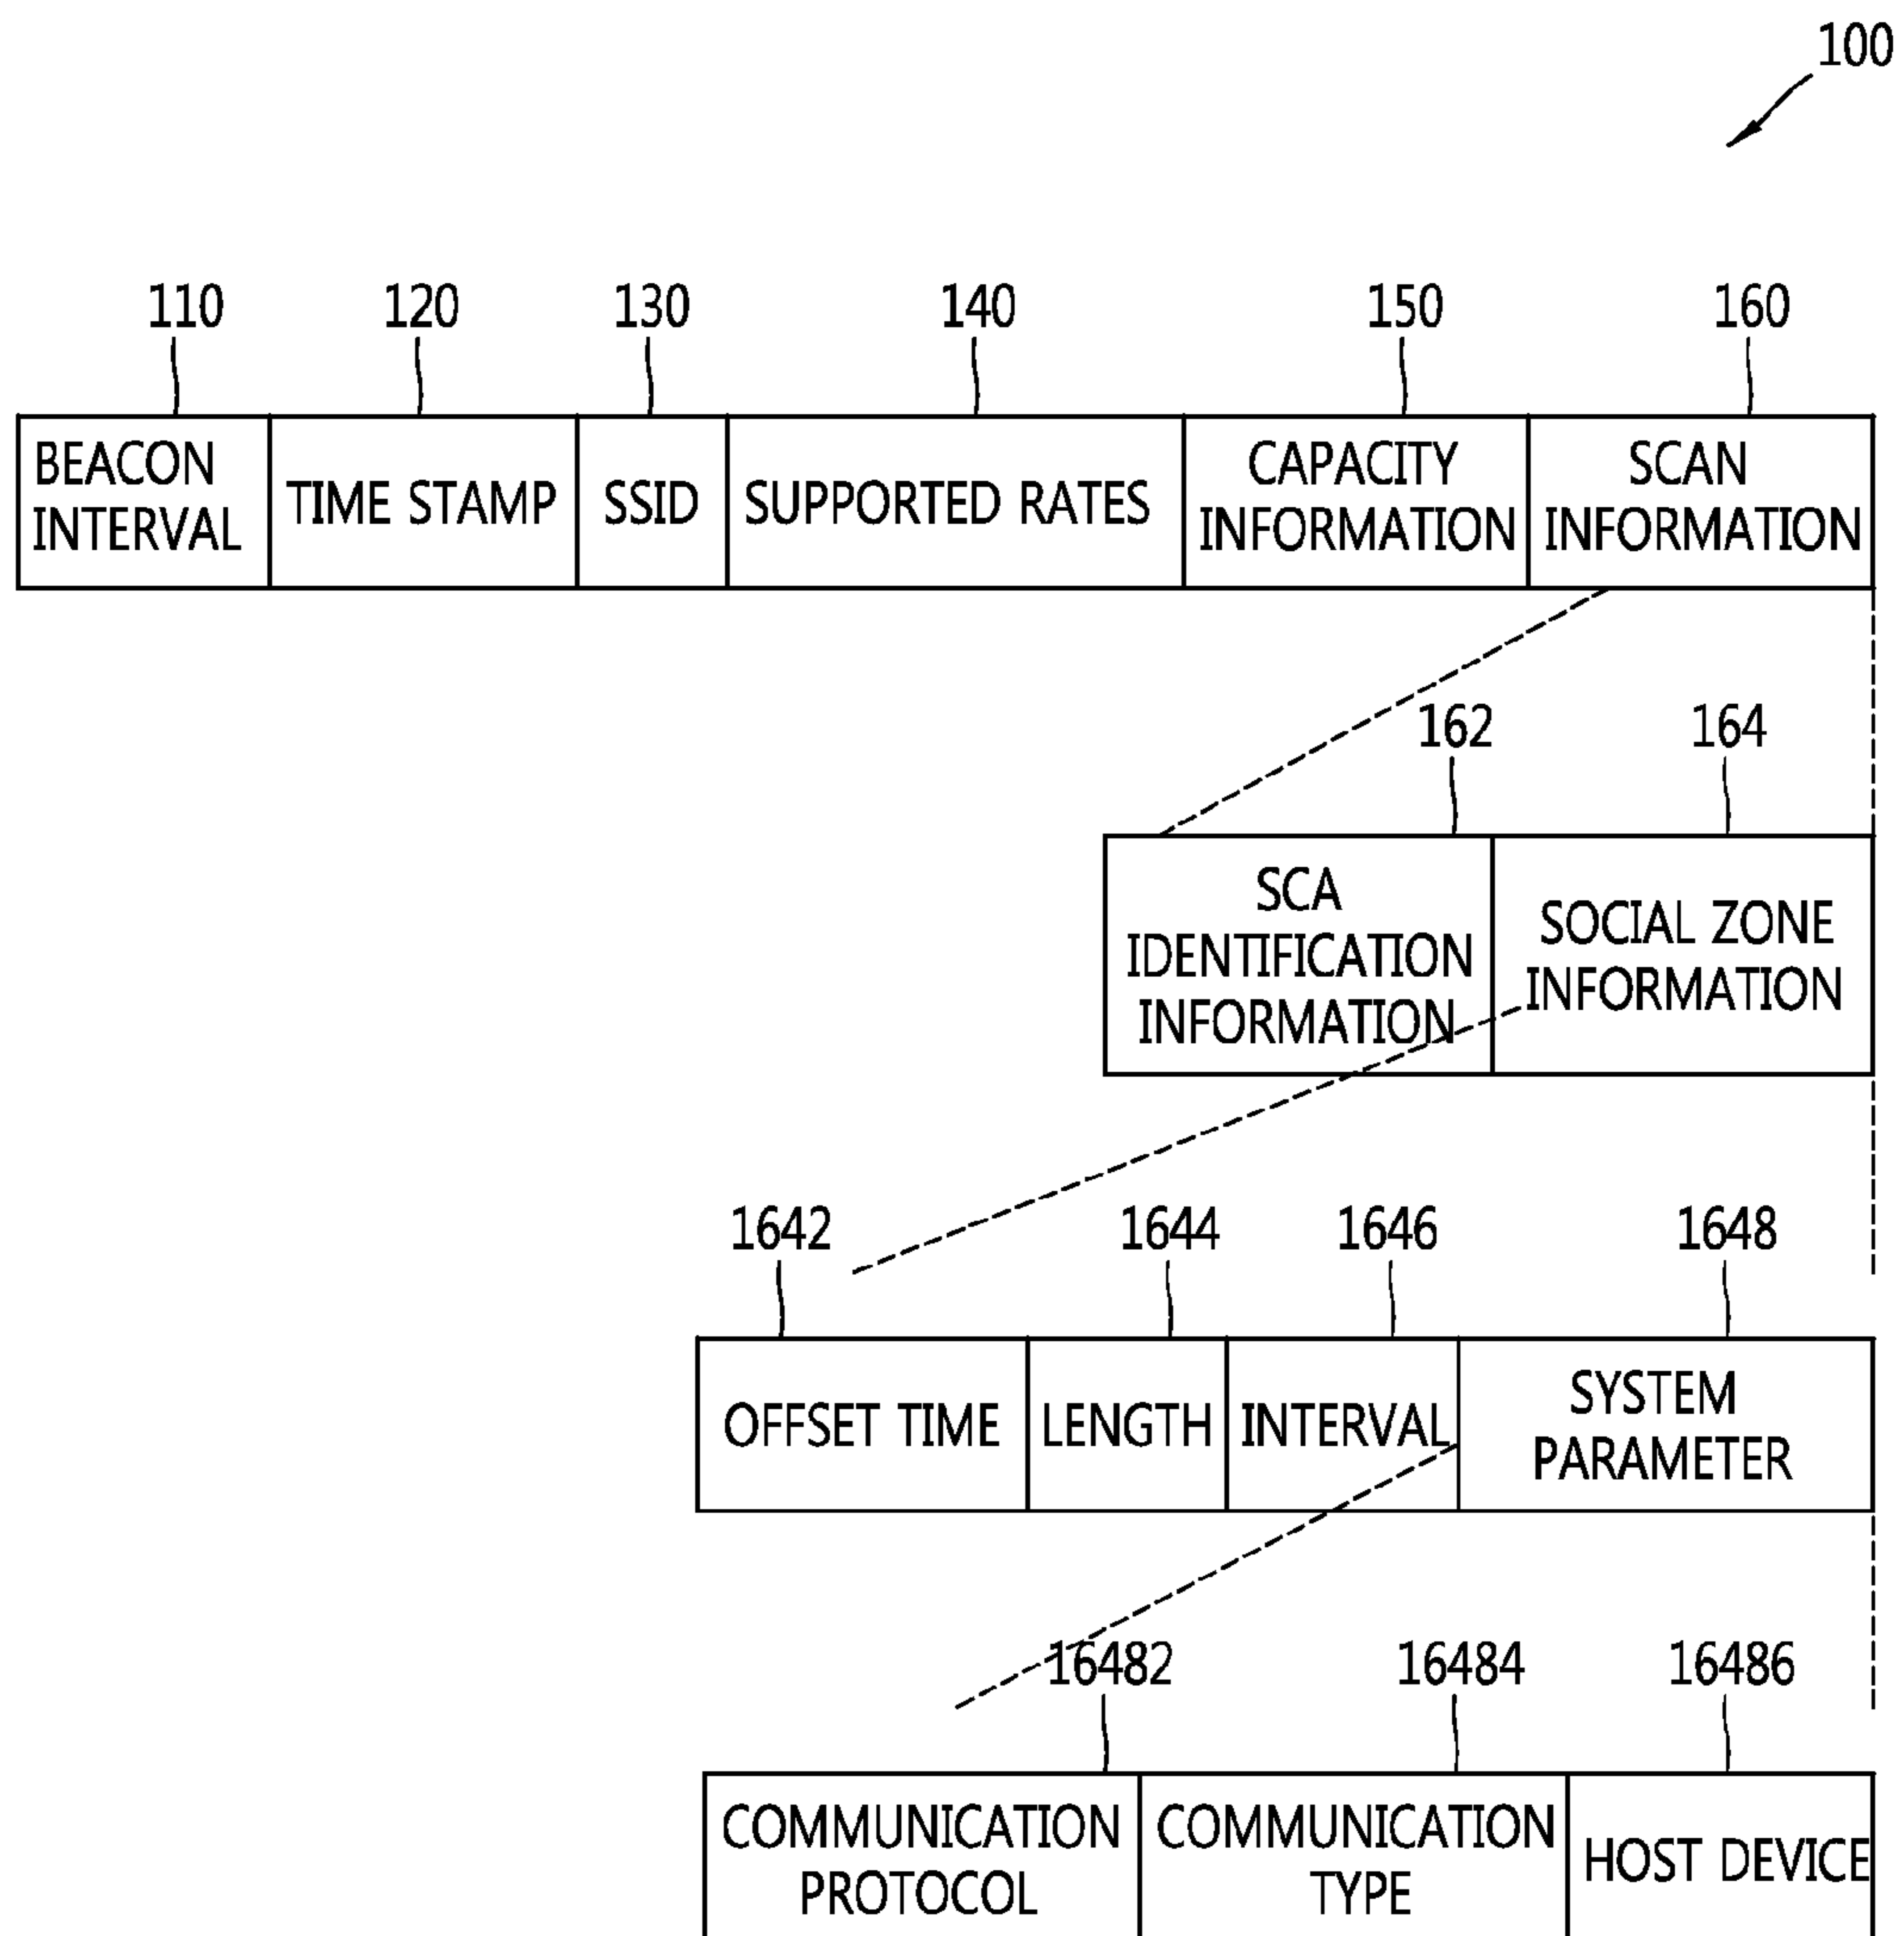 100
110 120 130 140 150 160
BEACON
INTERVAL
TIME STAMP
SSID
SUPPORTED RATES
CAPACITY
INFORMATION
SCAN
INFORMATION
162 164
SCA
IDENTIFICATION
INFORMATION
SOCIAL ZONE
INFORMATION
1642 1644 1646 1648
OFFSET TIME
LENGTH
INTERVAL
SYSTEM
PARAMETER
16482 16484 16486
COMMUNICATION
PROTOCOL
COMMUNICATION
TYPE
HOST DEVICE